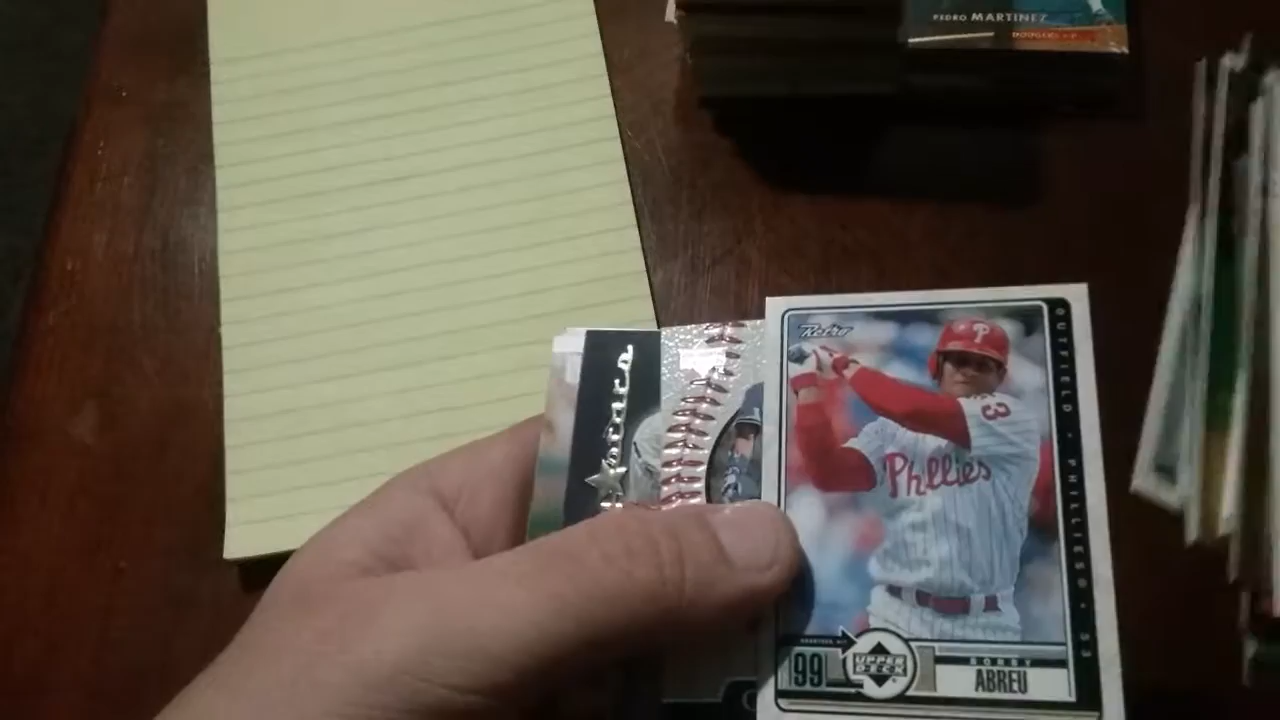 PEDRO MARTINEZ
DODGERS • P
Retro
P
Phillies
OUTFIELD • PHILLIES • 53
99
UPPER
DECK
BOBBY
ABREU